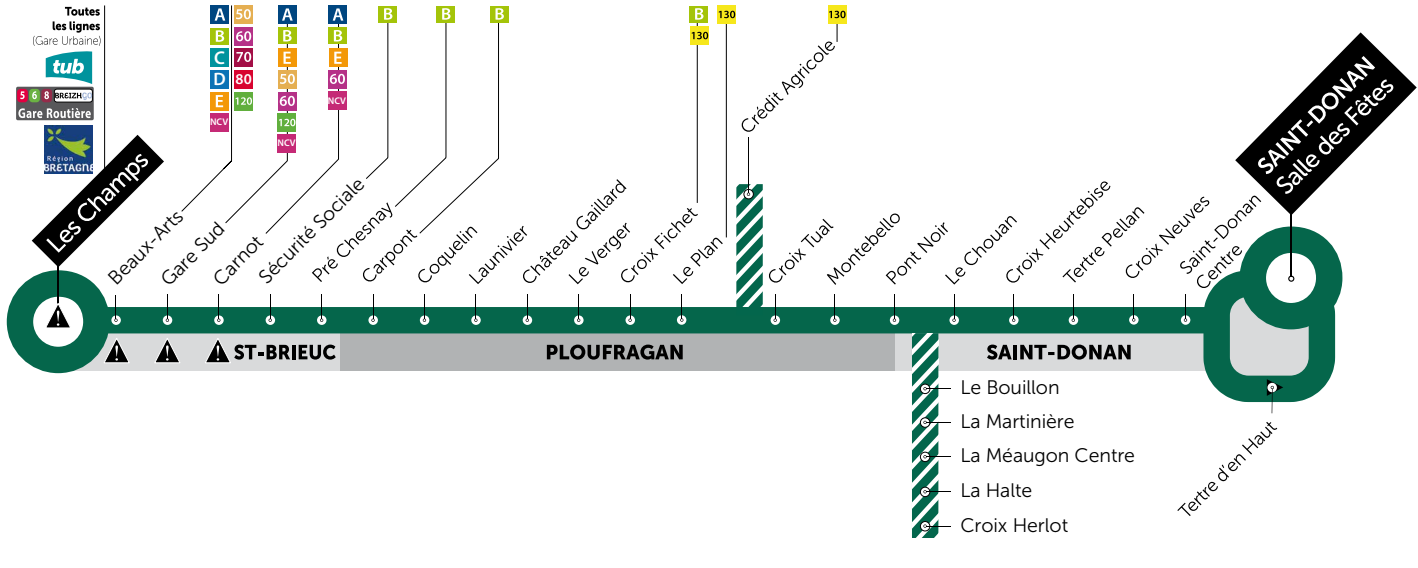 Toutes
les lignes
(Gare Urbaine)
tub
5 6 8 BREIZHGO
Gare Routière
Région
BRETAGNE
A 50
B 60
C 70
D 80
E 120
NCV
A
B
E
50
60
120
NCV
A
B
E
60
NCV
B
B
B
B
130
130
130
Les Champs
Beaux-Arts
Gare Sud
Carnot
Sécurité Sociale
Pré Chesnay
Carpont
Coquelin
Launivier
Château Gaillard
Le Verger
Croix Fichet
Le Plan
Crédit Agricole
Croix Tual
Montebello
Pont Noir
Le Chouan
Croix Heurtebise
Tertre Pellan
Croix Neuves
Saint-Donan
Centre
SAINT-DONAN
Salle des Fêtes
ST-BRIEUC
PLOUFRAGAN
SAINT-DONAN
Le Bouillon
La Martinière
La Méaugon Centre
La Halte
Croix Herlot
Tertre d'en Haut